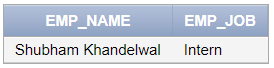 EMP_NAME EMP_JOB
Shubham Khandelwal Intern